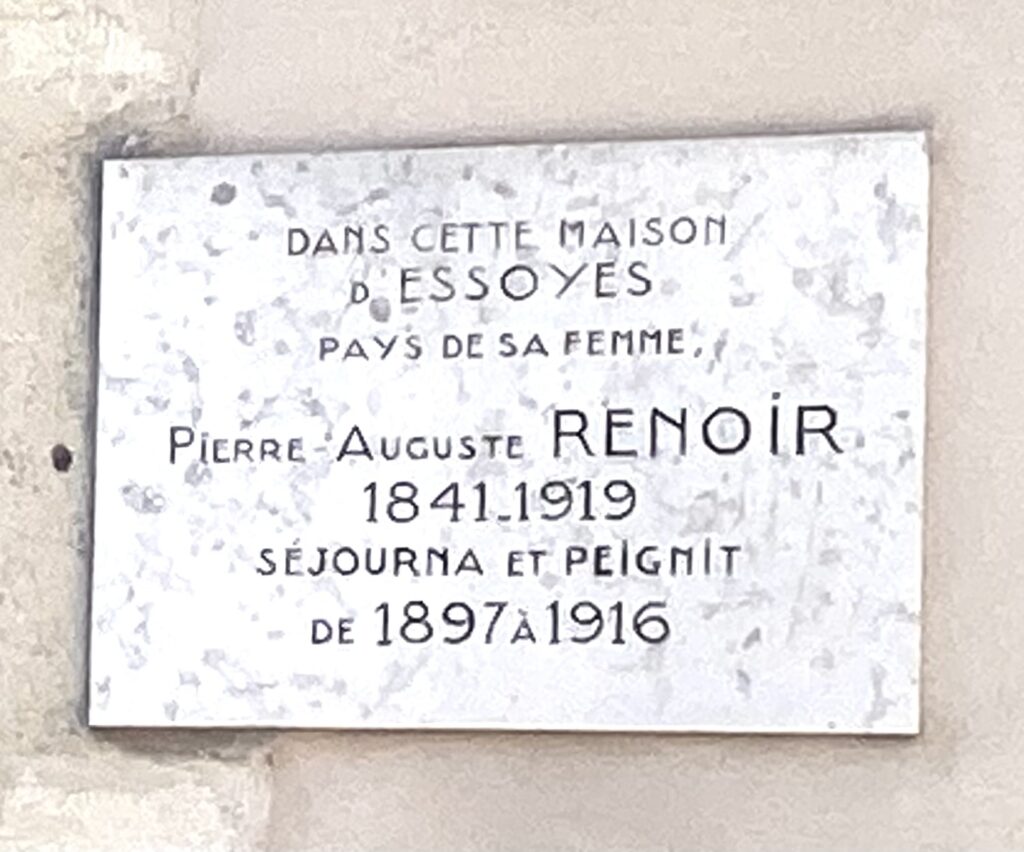 DANS CETTE MAISON
D'ESSOYES
PAYS DE SA FEMME,
PIERRE-AUGUSTE RENOIR
1841-1919
SÉJOURNA ET PEIGNIT
DE 1897 À 1916